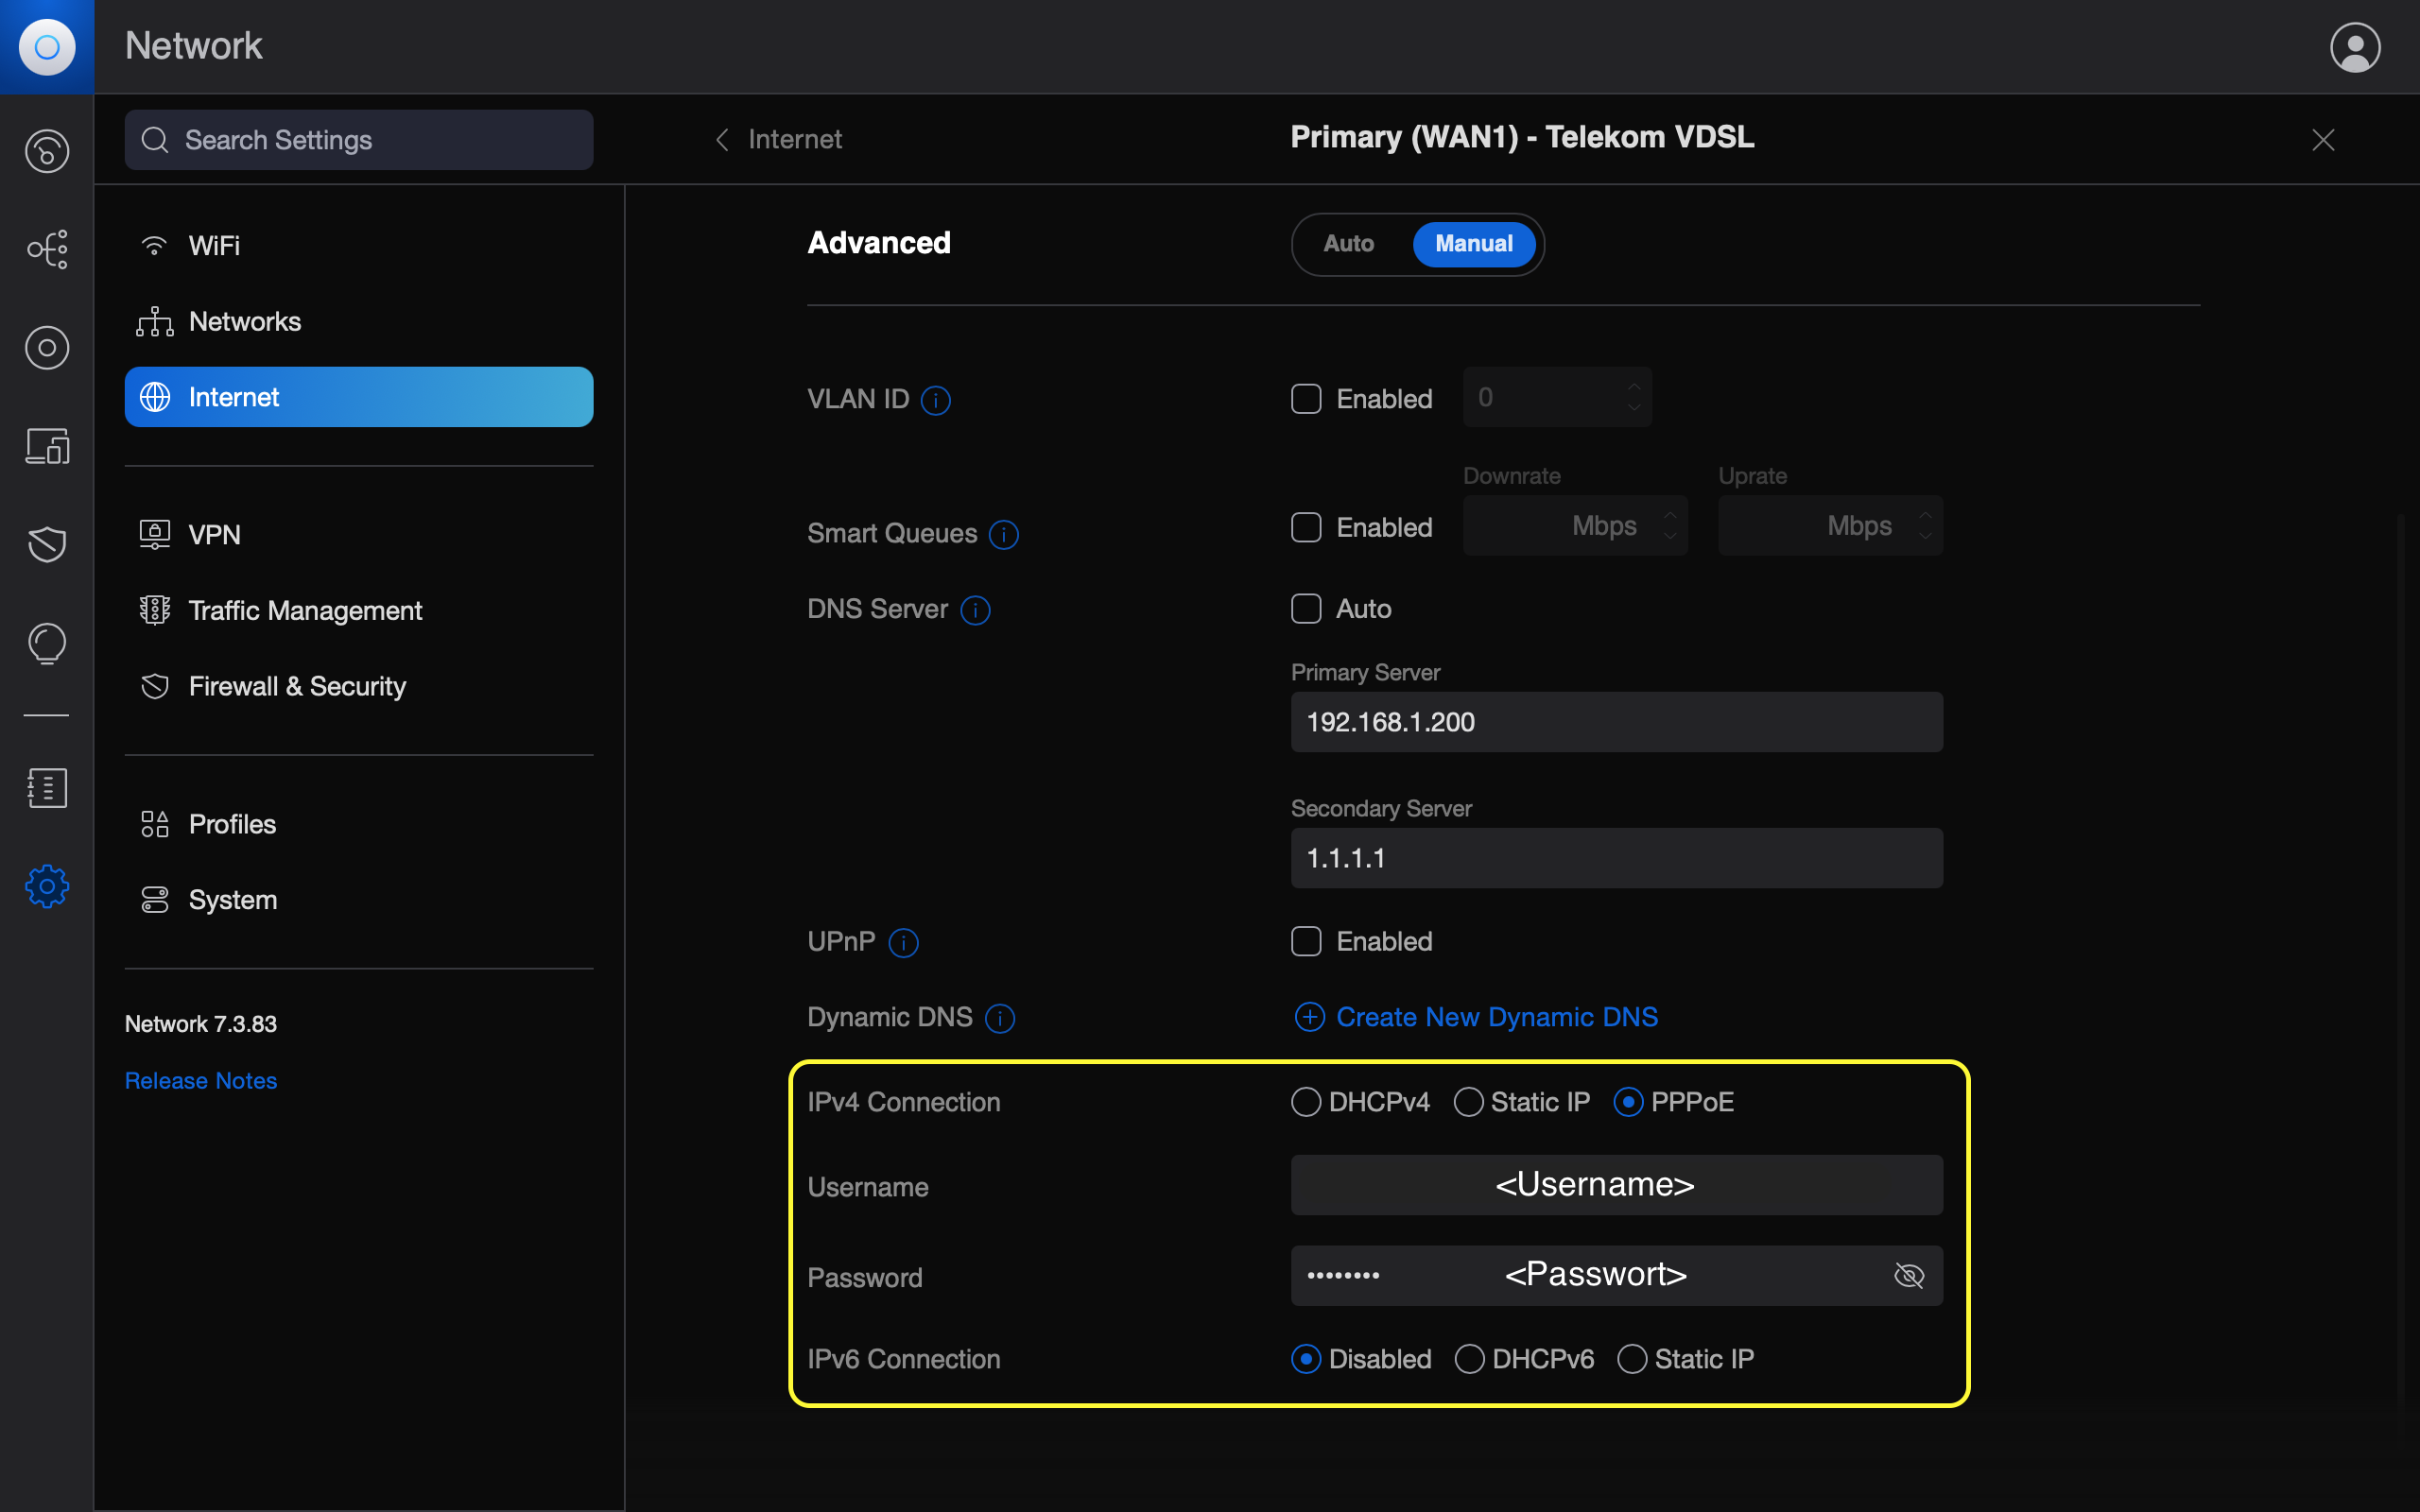 Network
Search Settings
Internet
Primary (WAN1) - Telekom VDSL
WiFi
Networks
Internet
VPN
Traffic Management
Firewall & Security
Profiles
System
Network 7.3.83
Release Notes
Advanced
Auto
Manual
VLAN ID
Enabled
0
Downrate
Uprate
Smart Queues
Enabled
Mbps
Mbps
DNS Server
Auto
Primary Server
192.168.1.200
Secondary Server
1.1.1.1
UPnP
Enabled
Dynamic DNS
Create New Dynamic DNS
IPv4 Connection
DHCPv4
Static IP
PPPoE
Username
<Username>
Password
•••••••• <Passwort>
IPv6 Connection
Disabled
DHCPv6
Static IP